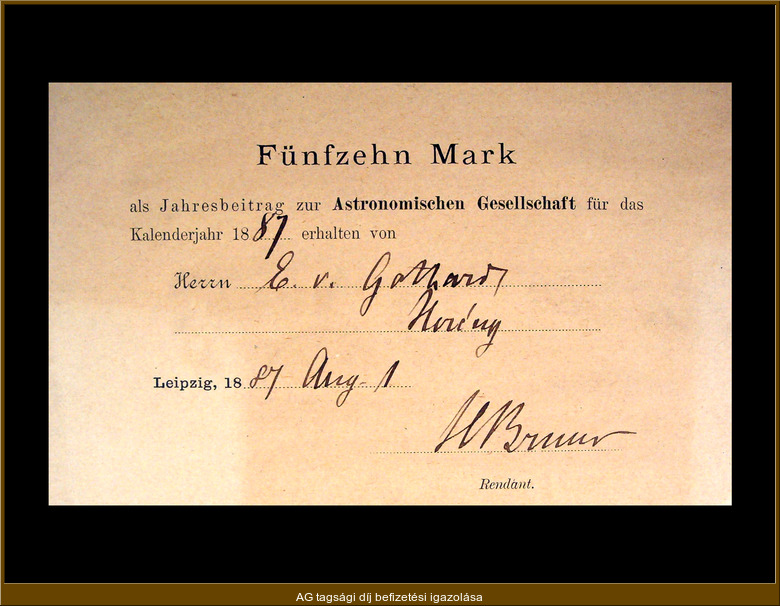 Fünfzehn Mark
als Jahresbeitrag zur Astronomischen Gesellschaft für das
Kalenderjahr 1887 erhalten von
Herrn E. v. Gothard
Herény
Leipzig, 1887 Aug. 1
HBruns
Rendant.
AG tagsági díj befizetési igazolása